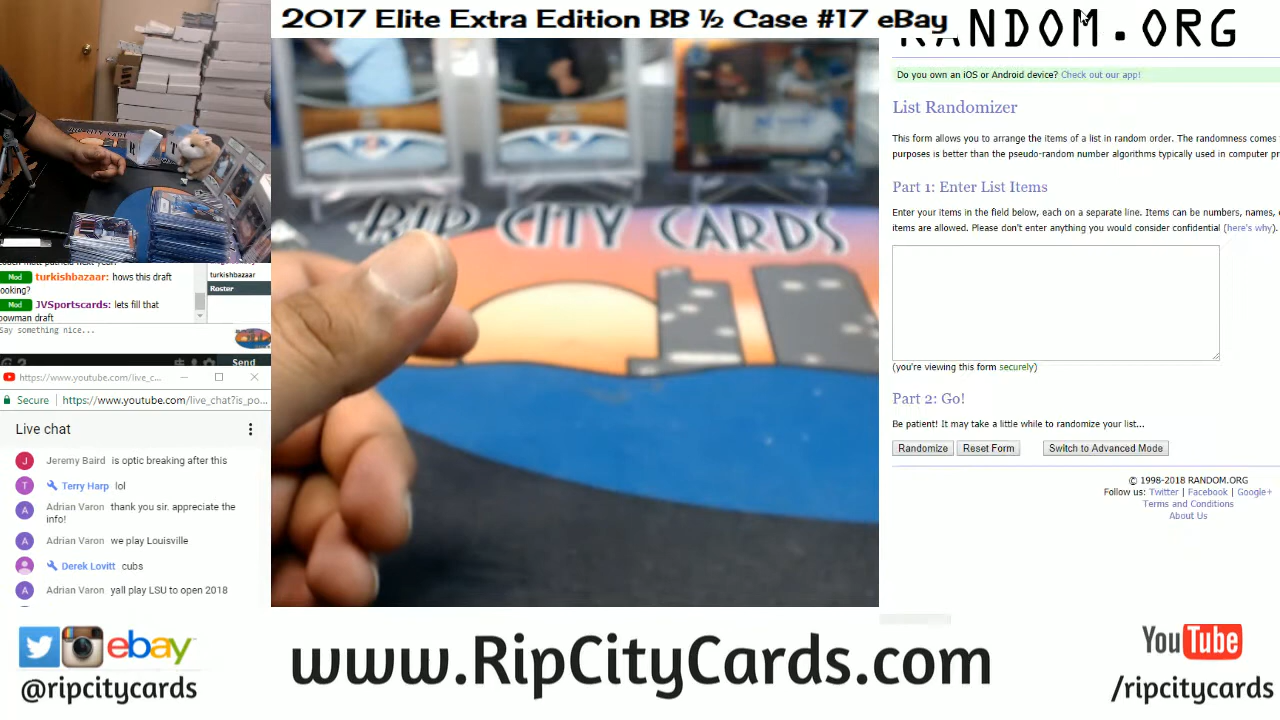 2017 Elite Extra Edition BB ½ Case #17 eBay
RANDOM.ORG
Do you own an iOS or Android device? Check out our app!
List Randomizer
This form allows you to arrange the items of a list in random order. The randomness comes
purposes is better than the pseudo-random number algorithms typically used in computer
Part 1: Enter List Items
Enter your items in the field below, each on a separate line. Items can be numbers, names,
items are allowed. Please don't enter anything you would consider confidential (here's why).
(you're viewing this form securely)
Part 2: Go!
Be patient! It may take a little while to randomize your list...
Randomize
Reset Form
Switch to Advanced Mode
© 1998-2018 RANDOM.ORG
Follow us: Twitter | Facebook | Google+
Terms and Conditions
About Us
RIP CITY CARDS
RIP CITY CARDS
Mod turkishbazaar: hows this draft
looking?
Mod JVSportscards: lets fill that
bowman draft
turkishbazaar
Roster
Say something nice...
Send
https://www.youtube.com/live_c...
Secure https://www.youtube.com/live_chat?is_po...
Live chat
J Jeremy Baird is optic breaking after this
T Terry Harp lol
A Adrian Varon thank you sir. appreciate the
info!
A Adrian Varon we play Louisville
Derek Lovitt cubs
A Adrian Varon yall play LSU to open 2018
ebay
@ripcitycards
www.RipCityCards.com
YouTube
/ripcitycards